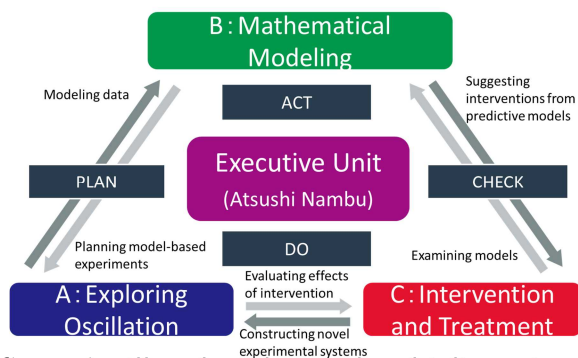 B:Mathematical
Modeling
Modeling data
ACT
Suggesting
interventions from
predictive models
Executive Unit
(Atsushi Nambu)
PLAN
CHECK
DO
Planning model-based
experiments
Examining models
A:Exploring
Oscillation
Evaluating effects
of intervention
Constructing novel
experimental systems
C:Intervention
and Treatment